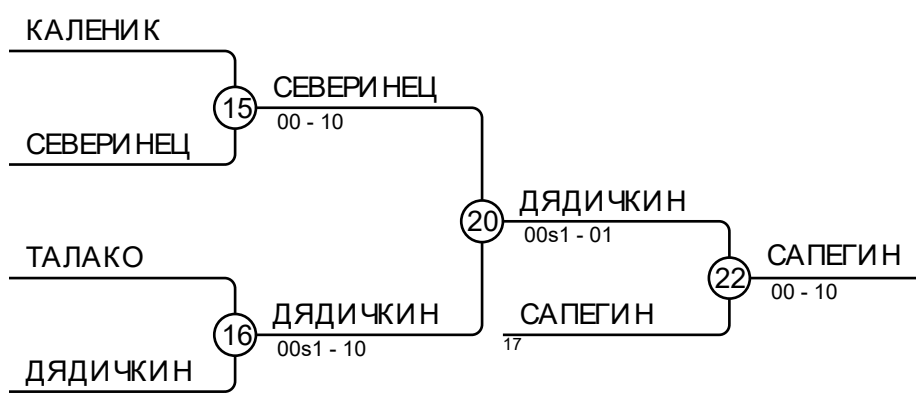 КАЛЕНИК
15
СЕВЕРИНЕЦ
00 - 10
СЕВЕРИНЕЦ
20
ДЯДИЧКИН
00s1 - 01
ТАЛАКО
22
САПЕГИН
00 - 10
16
ДЯДИЧКИН
00s1 - 10
САПЕГИН
17
ДЯДИЧКИН